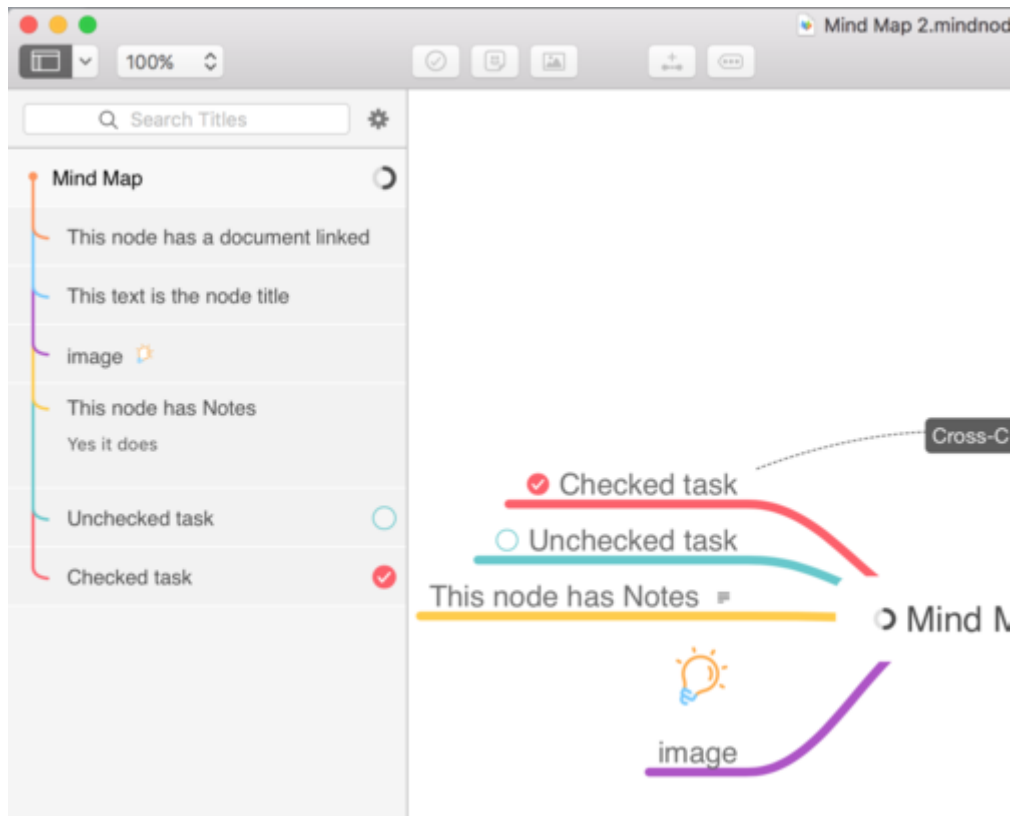 Mind Map 2.mindnod
100%
Search Titles
Mind Map
This node has a document linked
This text is the node title
image
This node has Notes
Yes it does
Unchecked task
Checked task
Cross-C
Checked task
Unchecked task
This node has Notes
Mind M
image